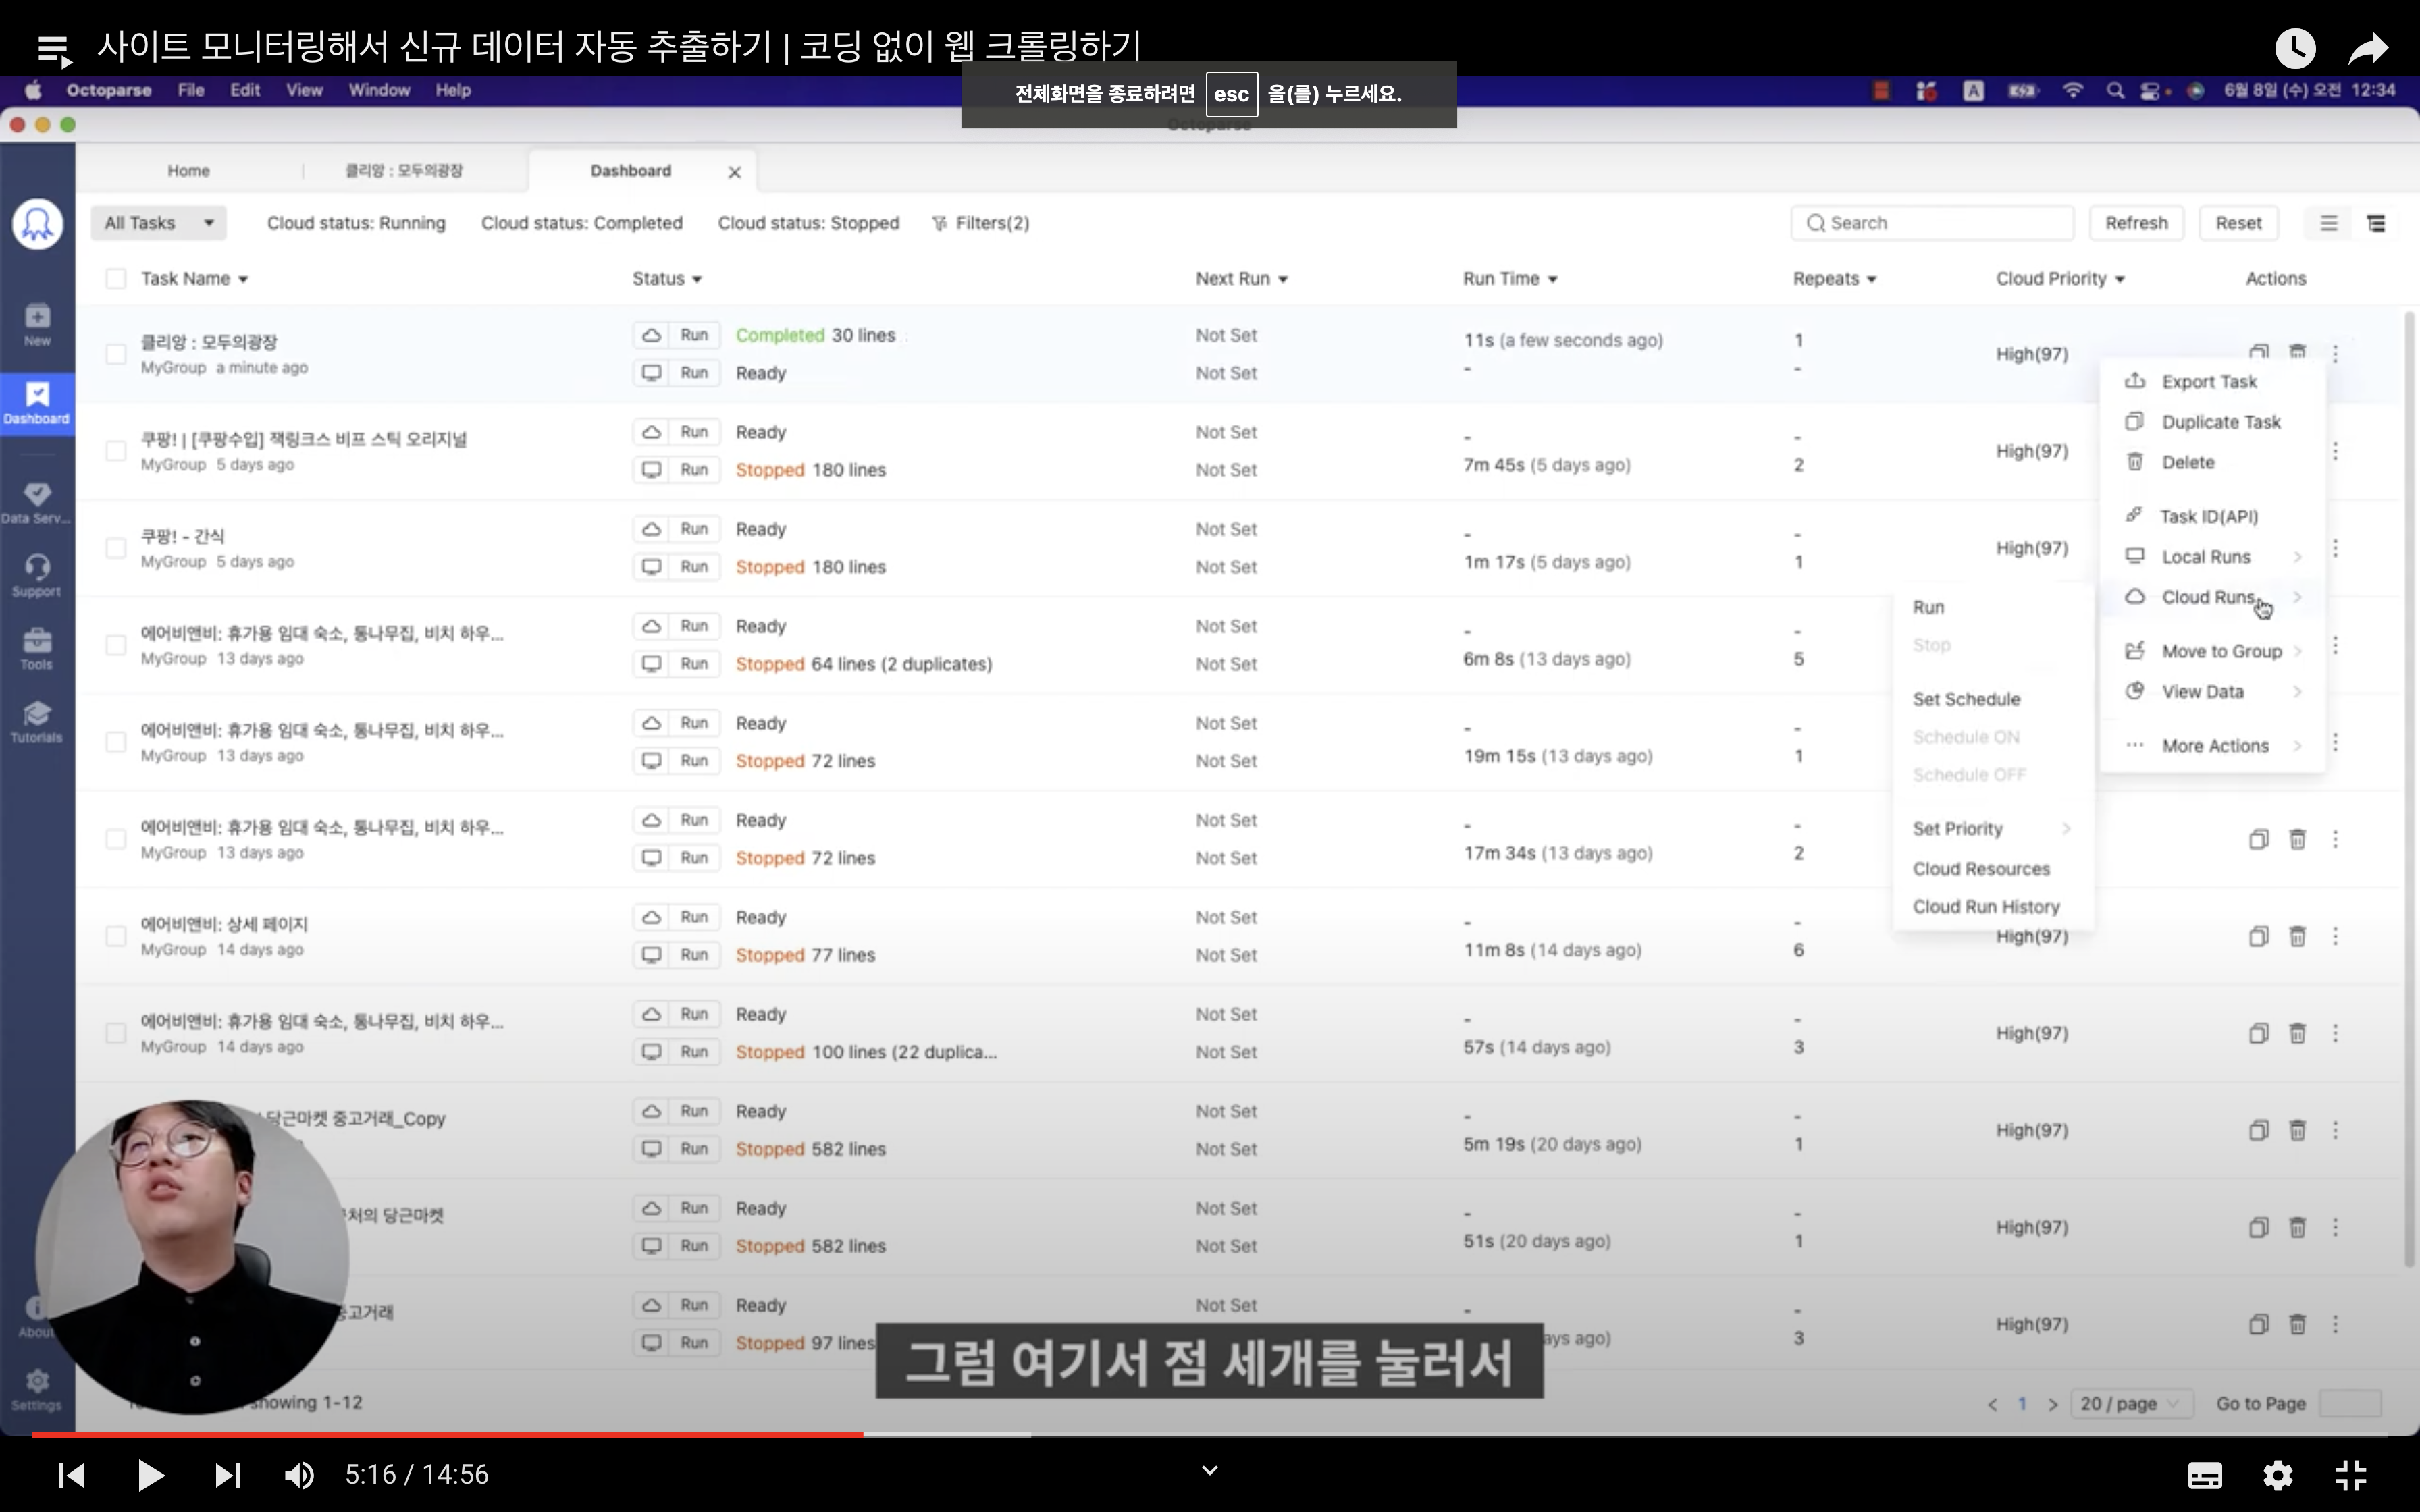 사이트 모니터링해서 신규 데이터 자동 추출하기 | 코딩 없이 웹 크롤링하기
전체화면을 종료하려면 esc 을(를) 누르세요.
Octoparse File Edit View Window Help
A 6월 8일 (수) 오전 12:34
Octoparse
Home 클리앙 : 모두의광장 Dashboard
All Tasks Cloud status: Running Cloud status: Completed Cloud status: Stopped Filters(2) Search Refresh Reset
Task Name Status Next Run Run Time Repeats Cloud Priority Actions
New
Dashboard
Data Serv...
Support
Tools
Tutorials
About
Settings
클리앙 : 모두의광장
MyGroup a minute ago
Run Completed 30 lines Not Set 11s (a few seconds ago) 1
Run Ready Not Set - -
High(97)
쿠팡! | [쿠팡수입] 잭링크스 비프 스틱 오리지널
MyGroup 5 days ago
Run Ready Not Set - -
Run Stopped 180 lines Not Set 7m 45s (5 days ago) 2
High(97)
쿠팡! - 간식
MyGroup 5 days ago
Run Ready Not Set - -
Run Stopped 180 lines Not Set 1m 17s (5 days ago) 1
High(97)
에어비앤비: 휴가용 임대 숙소, 통나무집, 비치 하우...
MyGroup 13 days ago
Run Ready Not Set - -
Run Stopped 64 lines (2 duplicates) Not Set 6m 8s (13 days ago) 5
에어비앤비: 휴가용 임대 숙소, 통나무집, 비치 하우...
MyGroup 13 days ago
Run Ready Not Set - -
Run Stopped 72 lines Not Set 19m 15s (13 days ago) 1
에어비앤비: 휴가용 임대 숙소, 통나무집, 비치 하우...
MyGroup 13 days ago
Run Ready Not Set - -
Run Stopped 72 lines Not Set 17m 34s (13 days ago) 2
에어비앤비: 상세 페이지
MyGroup 14 days ago
Run Ready Not Set - -
Run Stopped 77 lines Not Set 11m 8s (14 days ago) 6
High(97)
에어비앤비: 휴가용 임대 숙소, 통나무집, 비치 하우...
MyGroup 14 days ago
Run Ready Not Set - -
Run Stopped 100 lines (22 duplica... Not Set 57s (14 days ago) 3
High(97)
당근마켓 중고거래_Copy
Run Ready Not Set - -
Run Stopped 582 lines Not Set 5m 19s (20 days ago) 1
High(97)
처의 당근마켓
Run Ready Not Set - -
Run Stopped 582 lines Not Set 51s (20 days ago) 1
High(97)
중고거래
Run Ready Not Set - -
Run Stopped 97 lines ays ago) 3
High(97)
Export Task
Duplicate Task
Delete
Task ID(API)
Local Runs
Cloud Runs
Move to Group
View Data
More Actions
Run
Stop
Set Schedule
Schedule ON
Schedule OFF
Set Priority
Cloud Resources
Cloud Run History
그럼 여기서 점 세개를 눌러서
showing 1-12 < 1 > 20 / page Go to Page
5:16 / 14:56